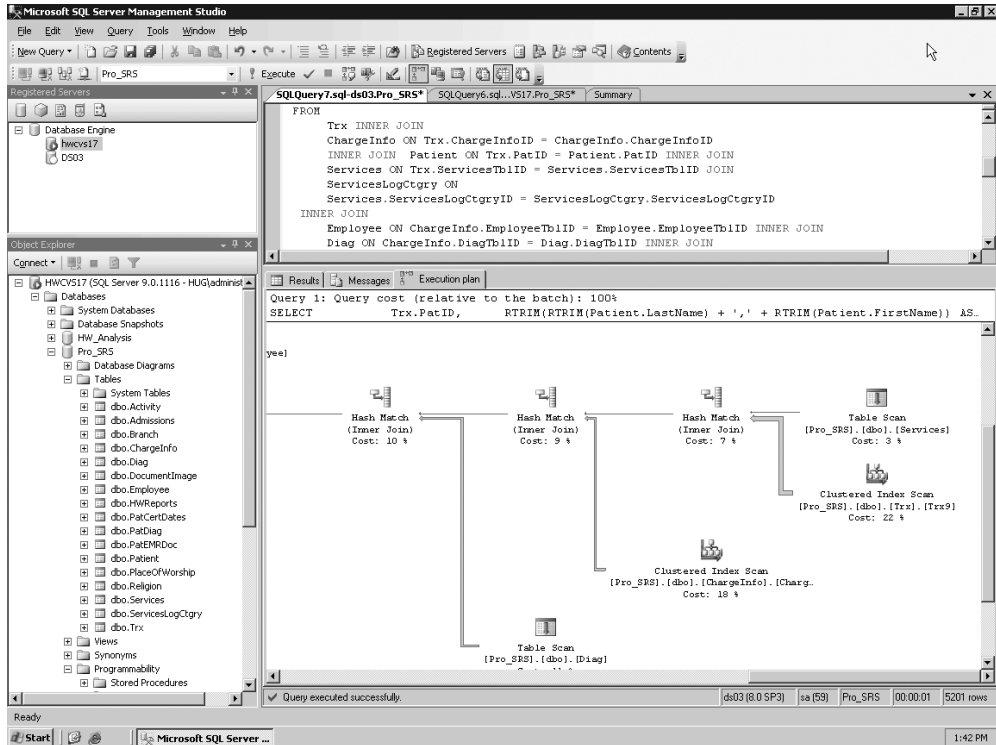 Microsoft SQL Server Management Studio
File Edit View Query Tools Window Help
New Query Registered Servers Contents
Pro_SRS Execute
Registered Servers
Database Engine
hwcvs17
DS03
Object Explorer
Connect
HWCVS17 (SQL Server 9.0.1116 - HUG\administ
Databases
System Databases
Database Snapshots
HW_Analysis
Pro_SRS
Database Diagrams
Tables
System Tables
dbo.Activity
dbo.Admissions
dbo.Branch
dbo.ChargeInfo
dbo.Diag
dbo.DocumentImage
dbo.Employee
dbo.HWReports
dbo.PatCertDates
dbo.PatDiag
dbo.PatEMRDoc
dbo.Patient
dbo.PlaceOfWorship
dbo.Religion
dbo.Services
dbo.ServicesLogCtgry
dbo.Trx
Views
Synonyms
Programmability
Stored Procedures
SQLQuery7.sql-ds03.Pro_SRS* SQLQuery6.sql...VS17.Pro_SRS* Summary
FROM
Trx INNER JOIN
ChargeInfo ON Trx.ChargeInfoID = ChargeInfo.ChargeInfoID
INNER JOIN Patient ON Trx.PatID = Patient.PatID INNER JOIN
Services ON Trx.ServicesTblID = Services.ServicesTblID JOIN
ServicesLogCtgry ON
Services.ServicesLogCtgryID = ServicesLogCtgry.ServicesLogCtgryID
INNER JOIN
Employee ON ChargeInfo.EmployeeTblID = Employee.EmployeeTblID INNER JOIN
Diag ON ChargeInfo.DiagTblID = Diag.DiagTblID INNER JOIN
Results Messages Execution plan
Query 1: Query cost (relative to the batch): 100%
SELECT Trx.PatID, RTRIM(RTRIM(Patient.LastName) + ',' + RTRIM(Patient.FirstName)) AS…
yee]
Hash Match
(Inner Join)
Cost: 10 %
Hash Match
(Inner Join)
Cost: 9 %
Hash Match
(Inner Join)
Cost: 7 %
Table Scan
[Pro_SRS].[dbo].[Services]
Cost: 3 %
Clustered Index Scan
[Pro_SRS].[dbo].[Trx].[Trx9]
Cost: 22 %
Clustered Index Scan
[Pro_SRS].[dbo].[ChargeInfo].[Charg…
Cost: 18 %
Table Scan
[Pro_SRS].[dbo].[Diag]
Query executed successfully. ds03 (8.0 SP3) sa (59) Pro_SRS 00:00:01 5201 rows
Ready
Start Microsoft SQL Server ... 1:42 PM